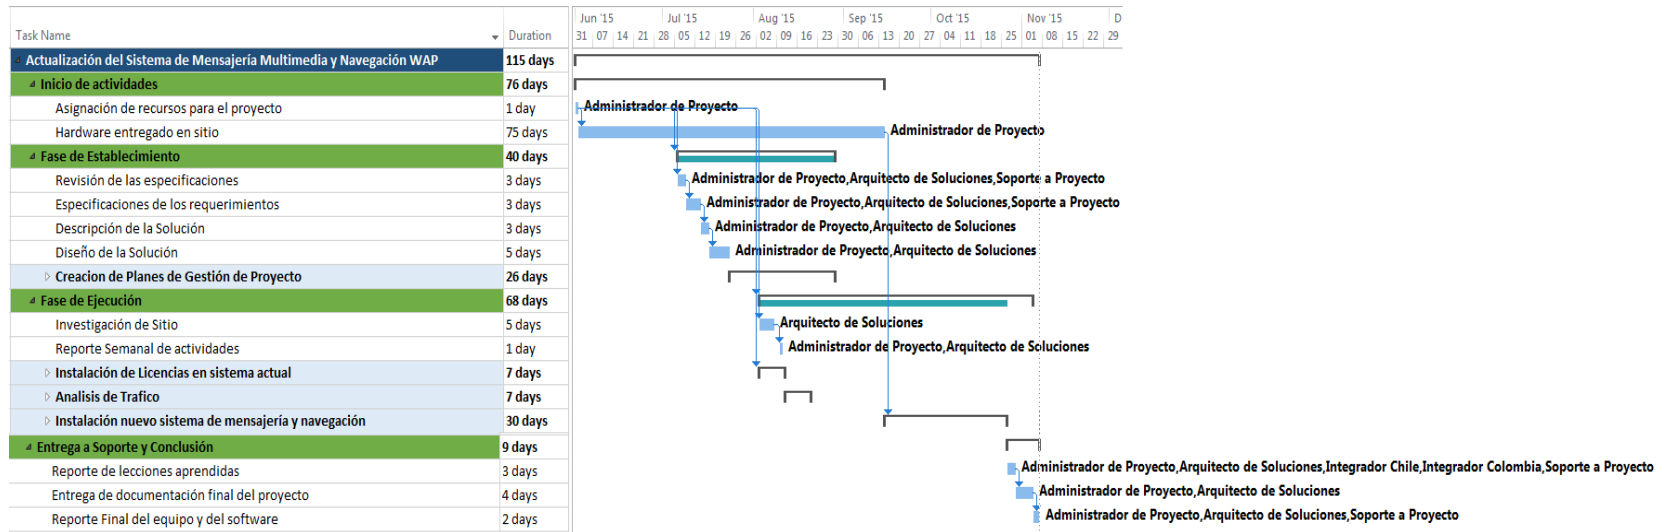 Jun '15 Jul '15 Aug '15 Sep '15 Oct '15 Nov '15 D
Task Name Duration 31 07 14 21 28 05 12 19 26 02 09 16 23 30 06 13 20 27 04 11 18 25 01 08 15 22 29
Actualización del Sistema de Mensajería Multimedia y Navegación WAP 115 days
Inicio de actividades 76 days
Asignación de recursos para el proyecto 1 day Administrador de Proyecto
Hardware entregado en sitio 75 days Administrador de Proyecto
Fase de Establecimiento 40 days
Revisión de las especificaciones 3 days Administrador de Proyecto,Arquitecto de Soluciones,Soporte a Proyecto
Especificaciones de los requerimientos 3 days Administrador de Proyecto,Arquitecto de Soluciones,Soporte a Proyecto
Descripción de la Solución 3 days Administrador de Proyecto,Arquitecto de Soluciones
Diseño de la Solución 5 days Administrador de Proyecto,Arquitecto de Soluciones
Creacion de Planes de Gestión de Proyecto 26 days
Fase de Ejecución 68 days
Investigación de Sitio 5 days Arquitecto de Soluciones
Reporte Semanal de actividades 1 day Administrador de Proyecto,Arquitecto de Soluciones
Instalación de Licencias en sistema actual 7 days
Analisis de Trafico 7 days
Instalación nuevo sistema de mensajería y navegación 30 days
Entrega a Soporte y Conclusión 9 days
Reporte de lecciones aprendidas 3 days Administrador de Proyecto,Arquitecto de Soluciones,Integrador Chile,Integrador Colombia,Soporte a Proyecto
Entrega de documentación final del proyecto 4 days Administrador de Proyecto,Arquitecto de Soluciones
Reporte Final del equipo y del software 2 days Administrador de Proyecto,Arquitecto de Soluciones,Soporte a Proyecto